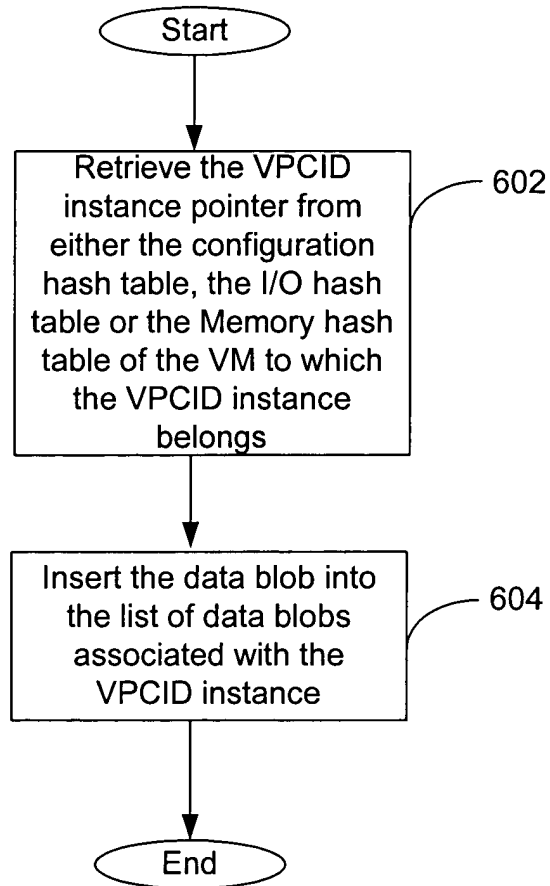 Start
Retrieve the VPCID
instance pointer from
either the configuration
hash table, the I/O hash
table or the Memory hash
table of the VM to which
the VPCID instance
belongs
602
Insert the data blob into
the list of data blobs
associated with the
VPCID instance
604
End